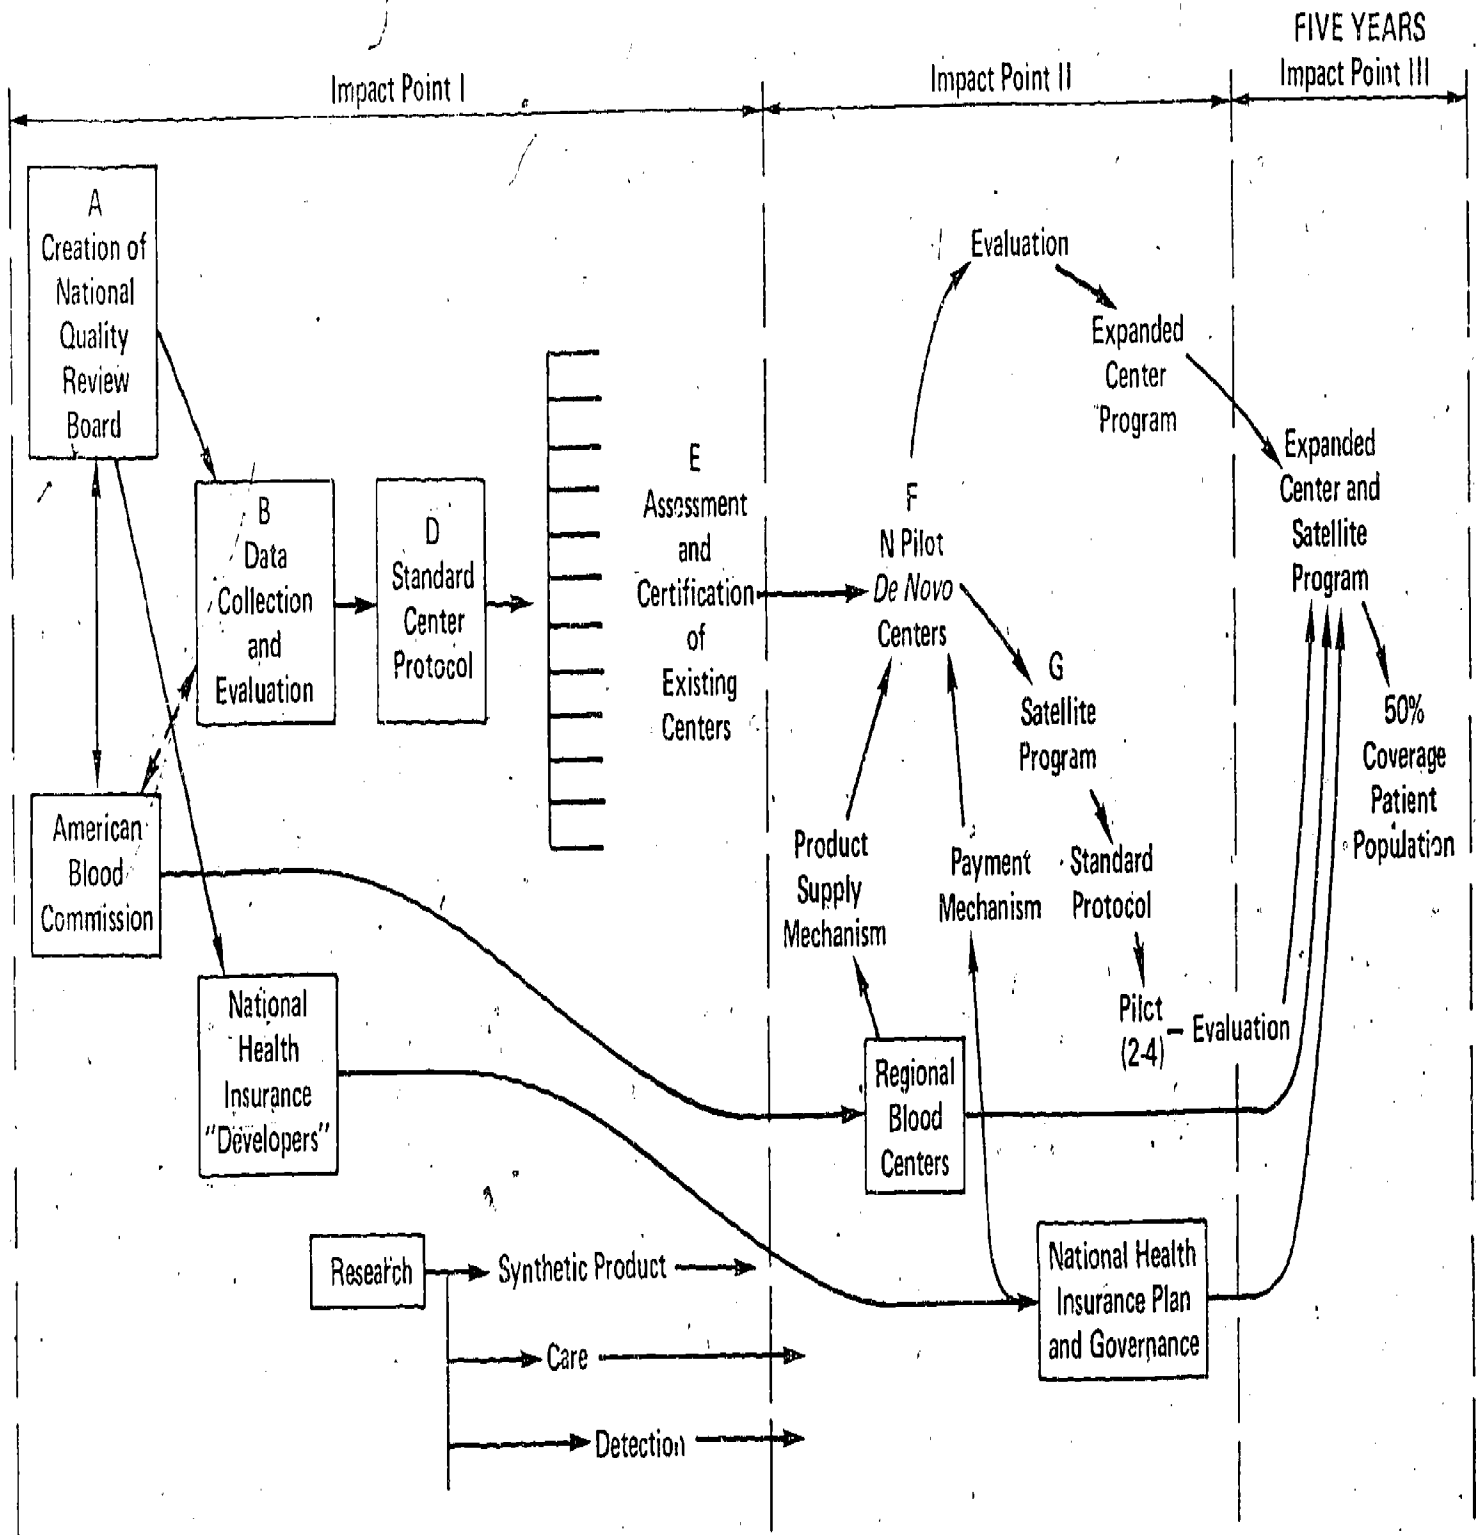 FIVE YEARS
Impact Point I
Impact Point II
Impact Point III
A
Creation of
National
Quality
Review
Board
B
Data
Collection
and
Evaluation
D
Standard
Center
Protocol
E
Assessment
and
Certification
of
Existing
Centers
American
Blood
Commission
National
Health
Insurance
"Developers"
Research
Synthetic Product
Care
Detection
Evaluation
Expanded
Center
Program
F
N Pilot
De Novo
Centers
G
Satellite
Program
Product
Supply
Mechanism
Payment
Mechanism
Standard
Protocol
Pilot
(2-4)
– Evaluation
Regional
Blood
Centers
National Health
Insurance Plan
and Governance
Expanded
Center and
Satellite
Program
50%
Coverage
Patient
Population